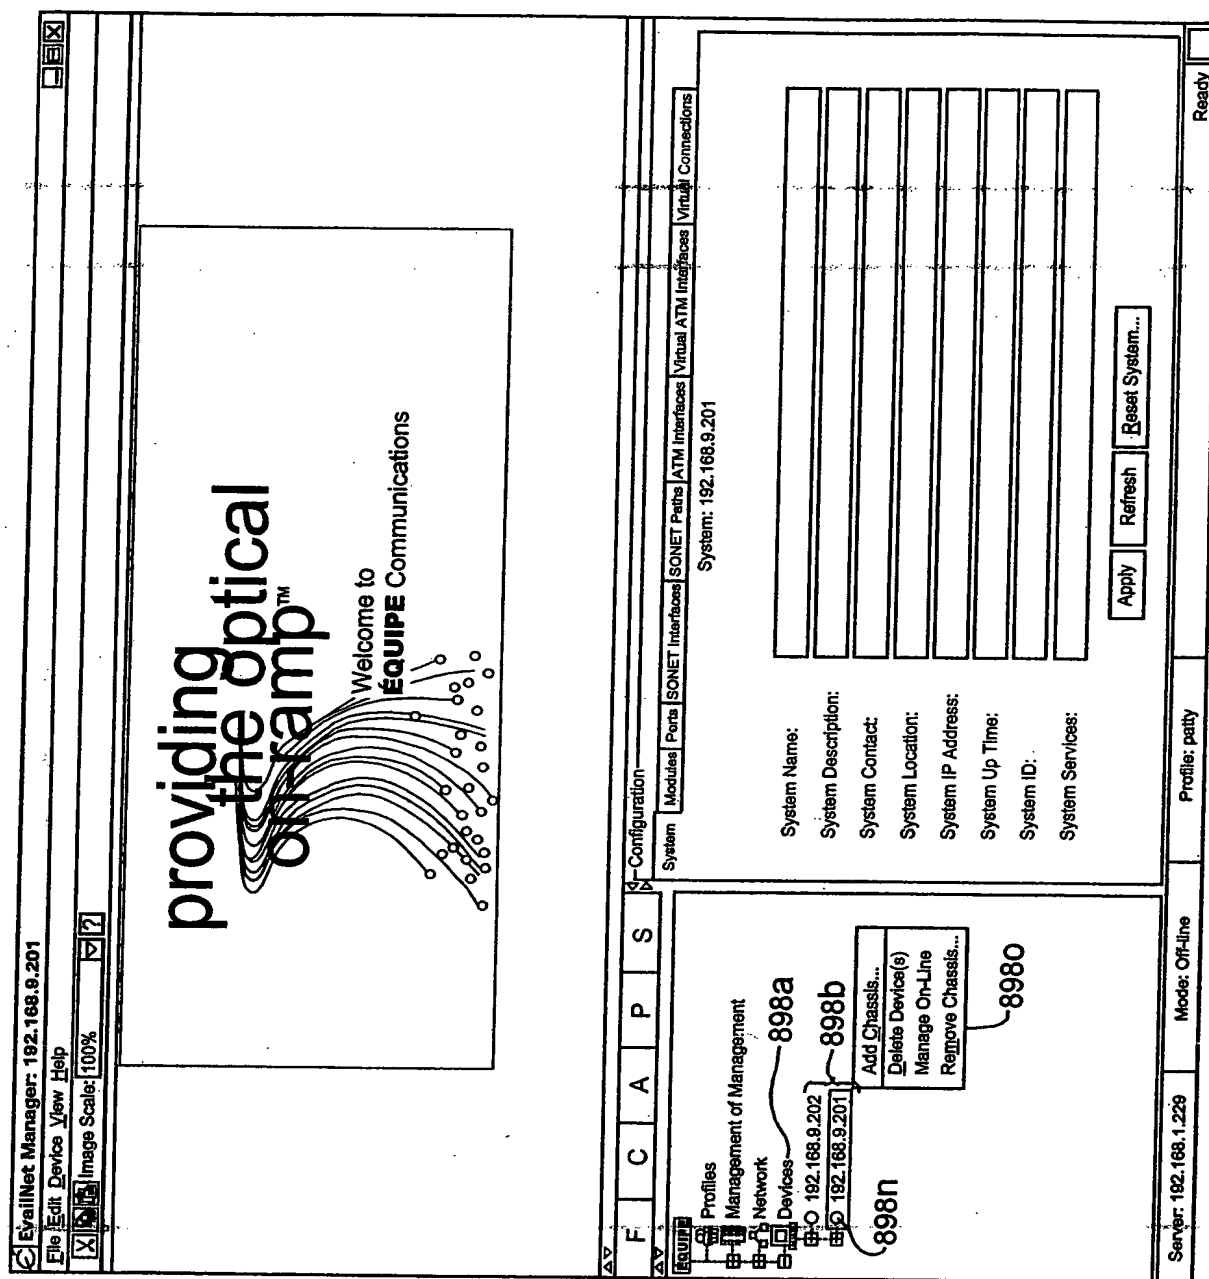 EvailNet Manager: 192.168.9.201
File Edit Device View Help
Image Scale: 100%
?
providing
the optical
on-ramp™
Welcome to
EQUIPE Communications
F C A P S
EQUIPE
Profiles
Management of Management
Network
Devices
898a
192.168.9.202
898b
192.168.9.201
898n
Add Chassis...
Delete Device(s)
Manage On-Line
Remove Chassis...
898o
Configuration
System Modules Ports SONET Interfaces SONET Paths ATM Interfaces Virtual ATM Interfaces Virtual Connections
System: 192.168.9.201
System Name:
System Description:
System Contact:
System Location:
System IP Address:
System Up Time:
System ID:
System Services:
Apply Refresh Reset System...
Server: 192.168.1.229 Mode: Off-line Profile: patty Ready